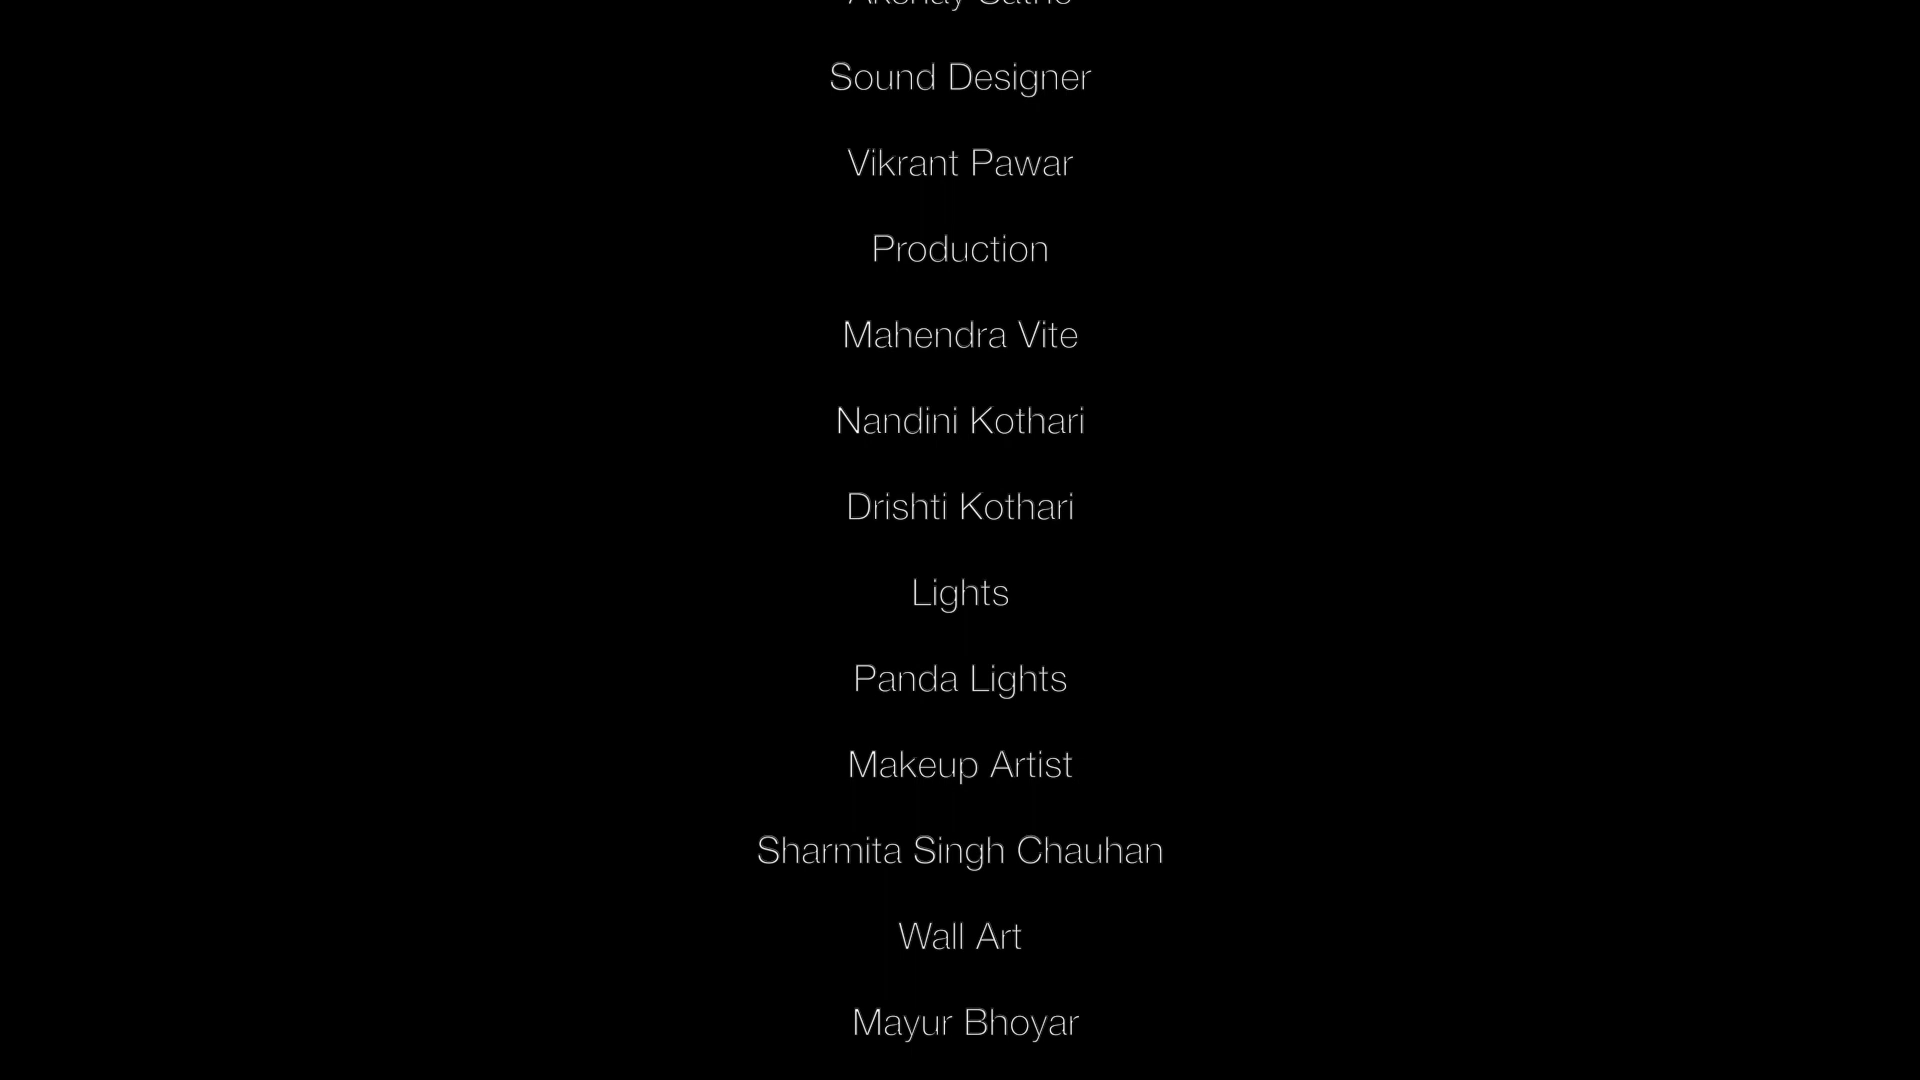 Sound Designer
Vikrant Pawar
Production
Mahendra Vite
Nandini Kothari
Drishti Kothari
Lights
Panda Lights
Makeup Artist
Sharmita Singh Chauhan
Wall Art
Mayur Bhoyar